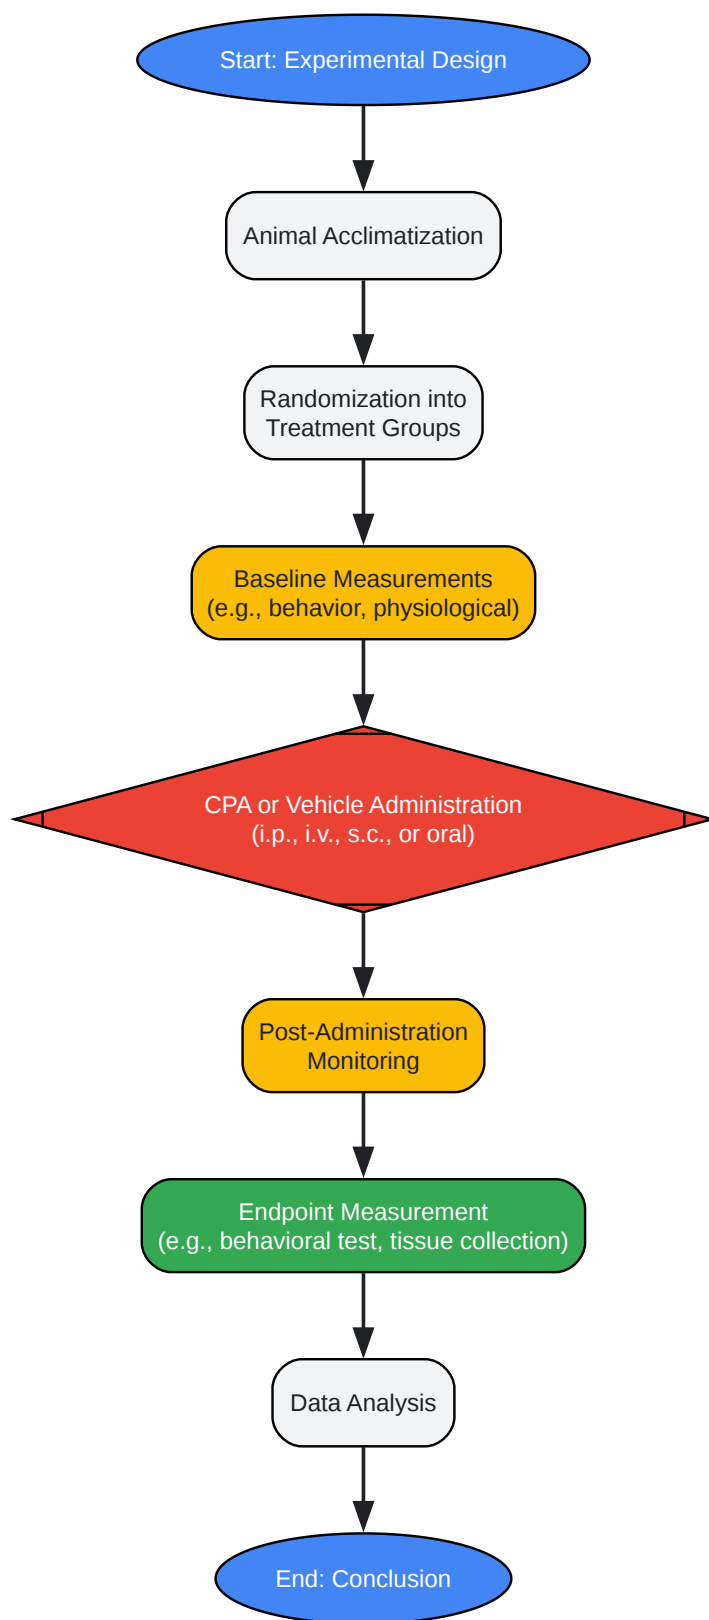 Start: Experimental Design
Animal Acclimatization
Randomization into
Treatment Groups
Baseline Measurements
(e.g., behavior, physiological)
CPA or Vehicle Administration
(i.p., i.v., s.c., or oral)
Post-Administration
Monitoring
Endpoint Measurement
(e.g., behavioral test, tissue collection)
Data Analysis
End: Conclusion